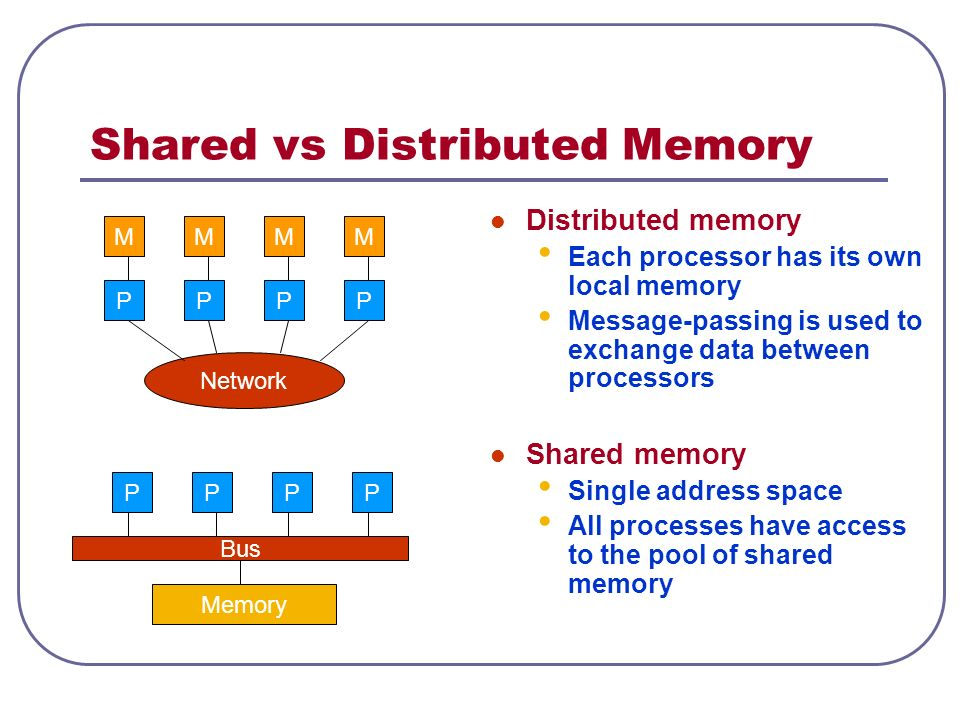 Shared vs Distributed Memory
M M M M
P P P P
Network
P P P P
Bus
Memory
Distributed memory
Each processor has its own
local memory
Message-passing is used to
exchange data between
processors
Shared memory
Single address space
All processes have access
to the pool of shared
memory